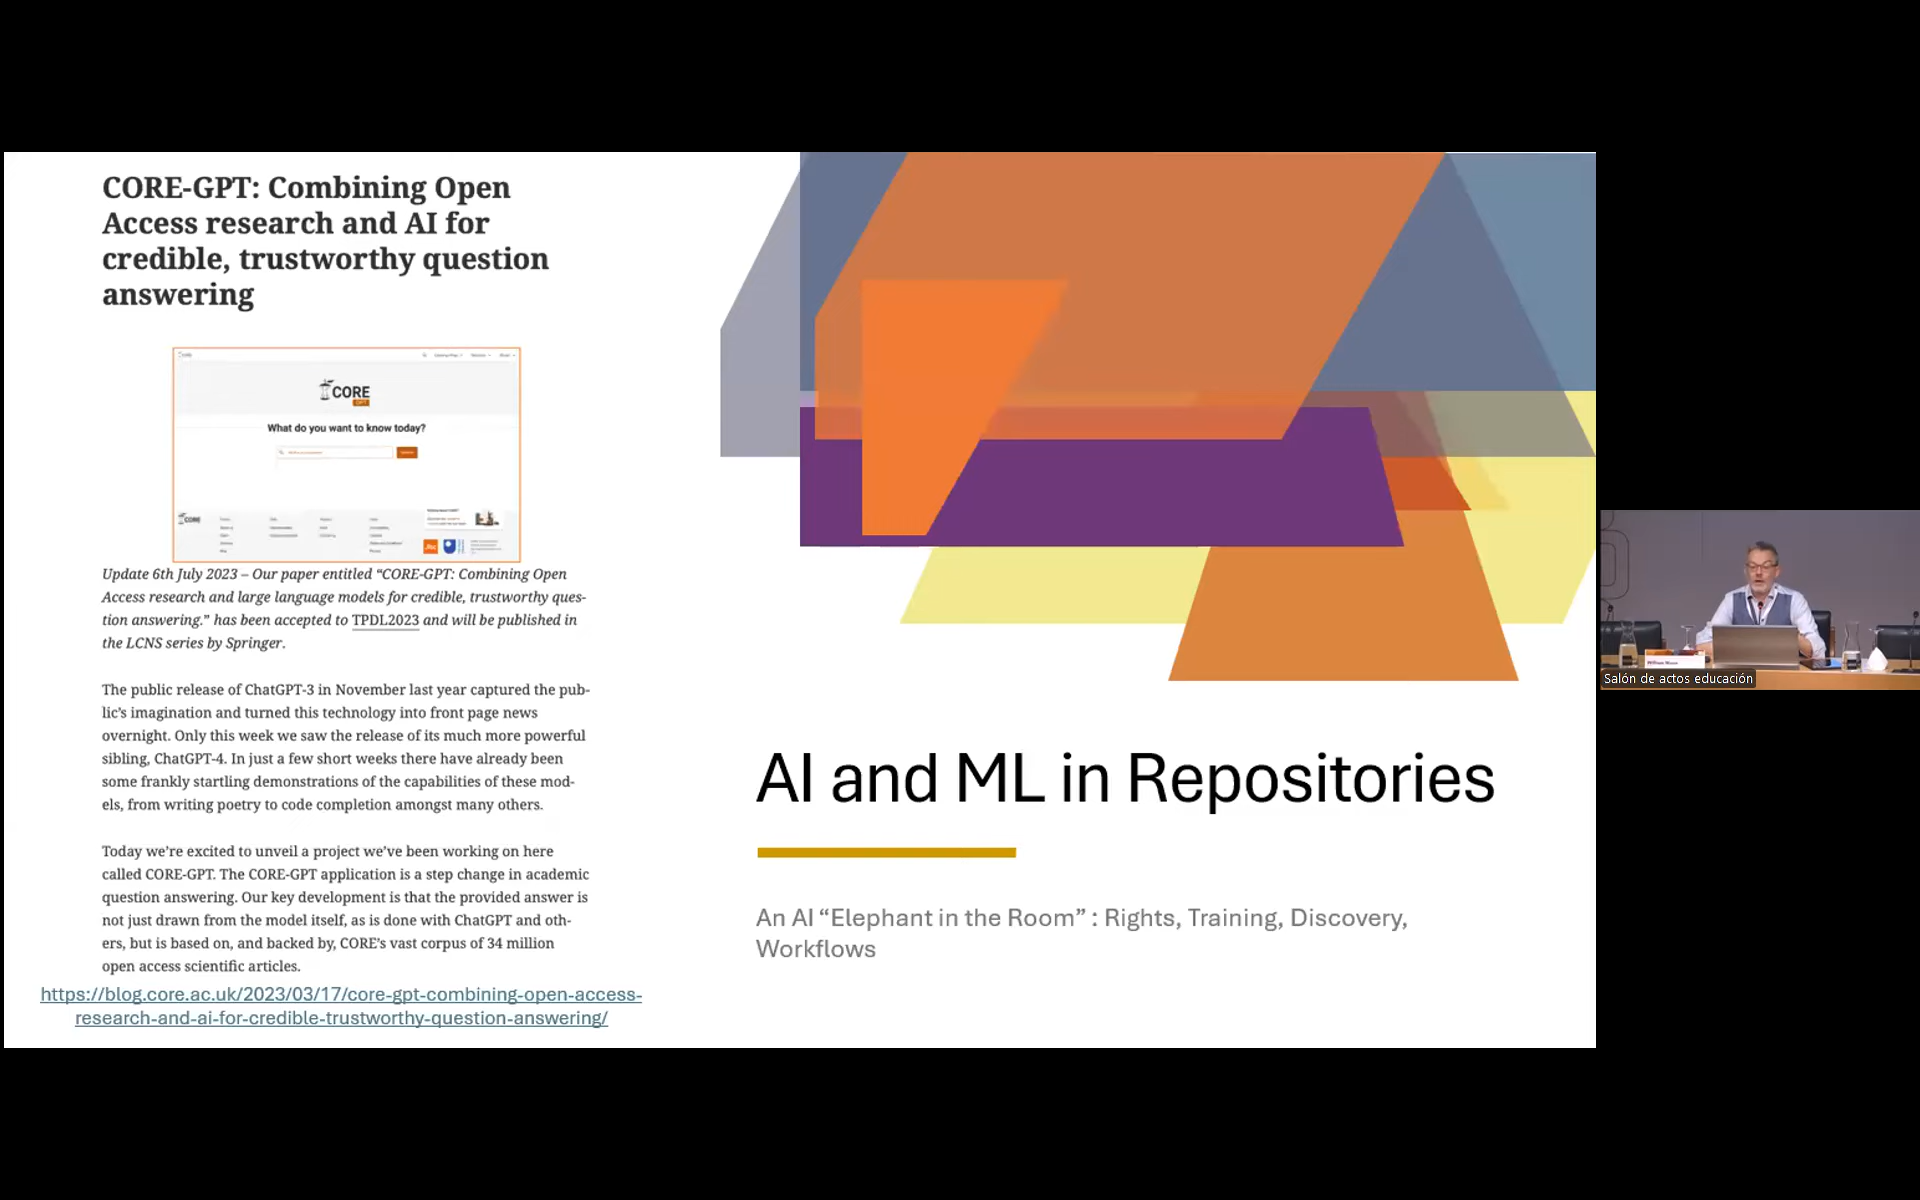 CORE-GPT: Combining Open
Access research and AI for
credible, trustworthy question
answering
CORE
CORE
GPT
What do you want to know today?
CORE
Update 6th July 2023 – Our paper entitled “CORE-GPT: Combining Open
Access research and large language models for credible, trustworthy ques-
tion answering.” has been accepted to TPDL2023 and will be published in
the LCNS series by Springer.
The public release of ChatGPT-3 in November last year captured the pub-
lic’s imagination and turned this technology into front page news
overnight. Only this week we saw the release of its much more powerful
sibling, ChatGPT-4. In just a few short weeks there have already been
some frankly startling demonstrations of the capabilities of these mod-
els, from writing poetry to code completion amongst many others.
Today we’re excited to unveil a project we’ve been working on here
called CORE-GPT. The CORE-GPT application is a step change in academic
question answering. Our key development is that the provided answer is
not just drawn from the model itself, as is done with ChatGPT and oth-
ers, but is based on, and backed by, CORE’s vast corpus of 34 million
open access scientific articles.
https://blog.core.ac.uk/2023/03/17/core-gpt-combining-open-access-
research-and-ai-for-credible-trustworthy-question-answering/
AI and ML in Repositories
An AI “Elephant in the Room” : Rights, Training, Discovery,
Workflows
Salón de actos educación